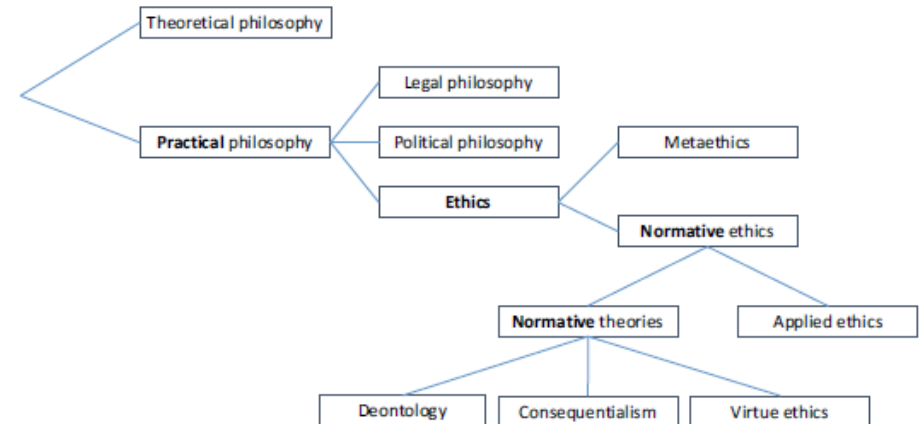 Theoretical philosophy
Legal philosophy
Practical philosophy
Political philosophy
Metaethics
Ethics
Normative ethics
Normative theories
Applied ethics
Deontology
Consequentialism
Virtue ethics